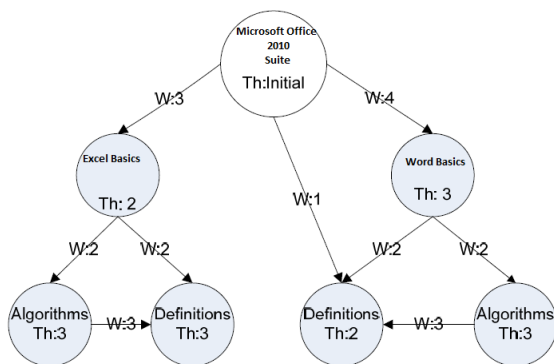 Microsoft Office
2010
Suite
Th:Initial
W:3
W:4
Excel Basics
Th: 2
W:1
Word Basics
Th: 3
W:2
W:2
W:2
W:2
Algorithms
Th:3
W:3
Definitions
Th:3
Definitions
Th:2
W:3
Algorithms
Th:3